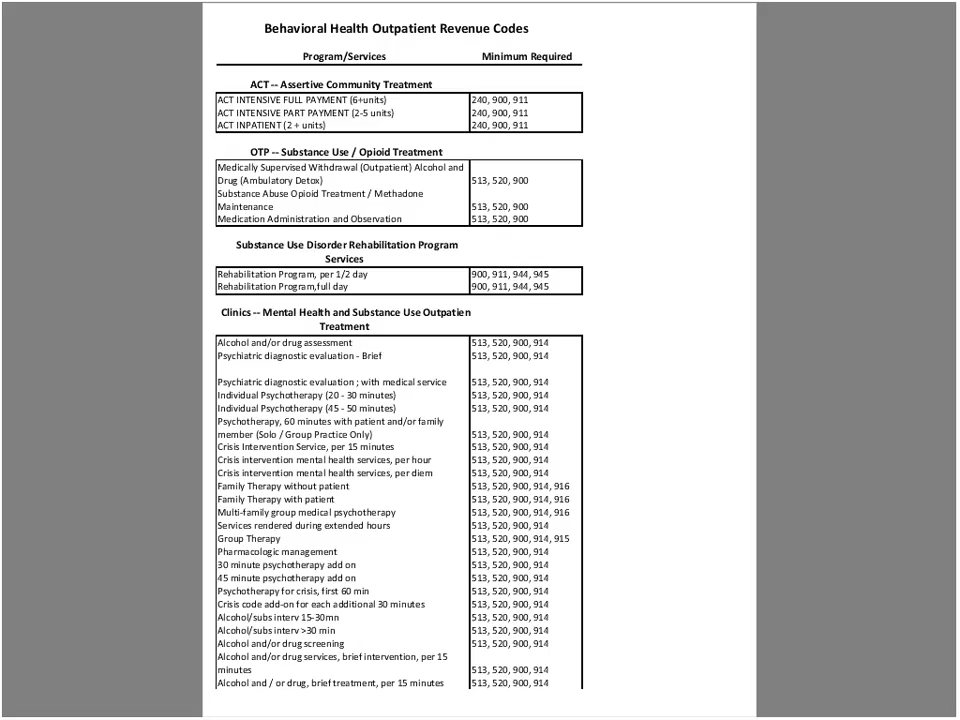 Behavioral Health Outpatient Revenue Codes
Program/Services Minimum Required
ACT -- Assertive Community Treatment
ACT INTENSIVE FULL PAYMENT (6+units) 240, 900, 911
ACT INTENSIVE PART PAYMENT (2-5 units) 240, 900, 911
ACT INPATIENT (2 + units) 240, 900, 911
OTP -- Substance Use / Opioid Treatment
Medically Supervised Withdrawal (Outpatient) Alcohol and
Drug (Ambulatory Detox) 513, 520, 900
Substance Abuse Opioid Treatment / Methadone
Maintenance 513, 520, 900
Medication Administration and Observation 513, 520, 900
Substance Use Disorder Rehabilitation Program
Services
Rehabilitation Program, per 1/2 day 900, 911, 944, 945
Rehabilitation Program,full day 900, 911, 944, 945
Clinics -- Mental Health and Substance Use Outpatien
Treatment
Alcohol and/or drug assessment 513, 520, 900, 914
Psychiatric diagnostic evaluation - Brief 513, 520, 900, 914
Psychiatric diagnostic evaluation ; with medical service 513, 520, 900, 914
Individual Psychotherapy (20 - 30 minutes) 513, 520, 900, 914
Individual Psychotherapy (45 - 50 minutes) 513, 520, 900, 914
Psychotherapy, 60 minutes with patient and/or family
member (Solo / Group Practice Only) 513, 520, 900, 914
Crisis Intervention Service, per 15 minutes 513, 520, 900, 914
Crisis intervention mental health services, per hour 513, 520, 900, 914
Crisis intervention mental health services, per diem 513, 520, 900, 914
Family Therapy without patient 513, 520, 900, 914, 916
Family Therapy with patient 513, 520, 900, 914, 916
Multi-family group medical psychotherapy 513, 520, 900, 914, 916
Services rendered during extended hours 513, 520, 900, 914
Group Therapy 513, 520, 900, 914, 915
Pharmacologic management 513, 520, 900, 914
30 minute psychotherapy add on 513, 520, 900, 914
45 minute psychotherapy add on 513, 520, 900, 914
Psychotherapy for crisis, first 60 min 513, 520, 900, 914
Crisis code add-on for each additional 30 minutes 513, 520, 900, 914
Alcohol/subs interv 15-30mn 513, 520, 900, 914
Alcohol/subs interv >30 min 513, 520, 900, 914
Alcohol and/or drug screening 513, 520, 900, 914
Alcohol and/or drug services, brief intervention, per 15
minutes 513, 520, 900, 914
Alcohol and / or drug, brief treatment, per 15 minutes 513, 520, 900, 914